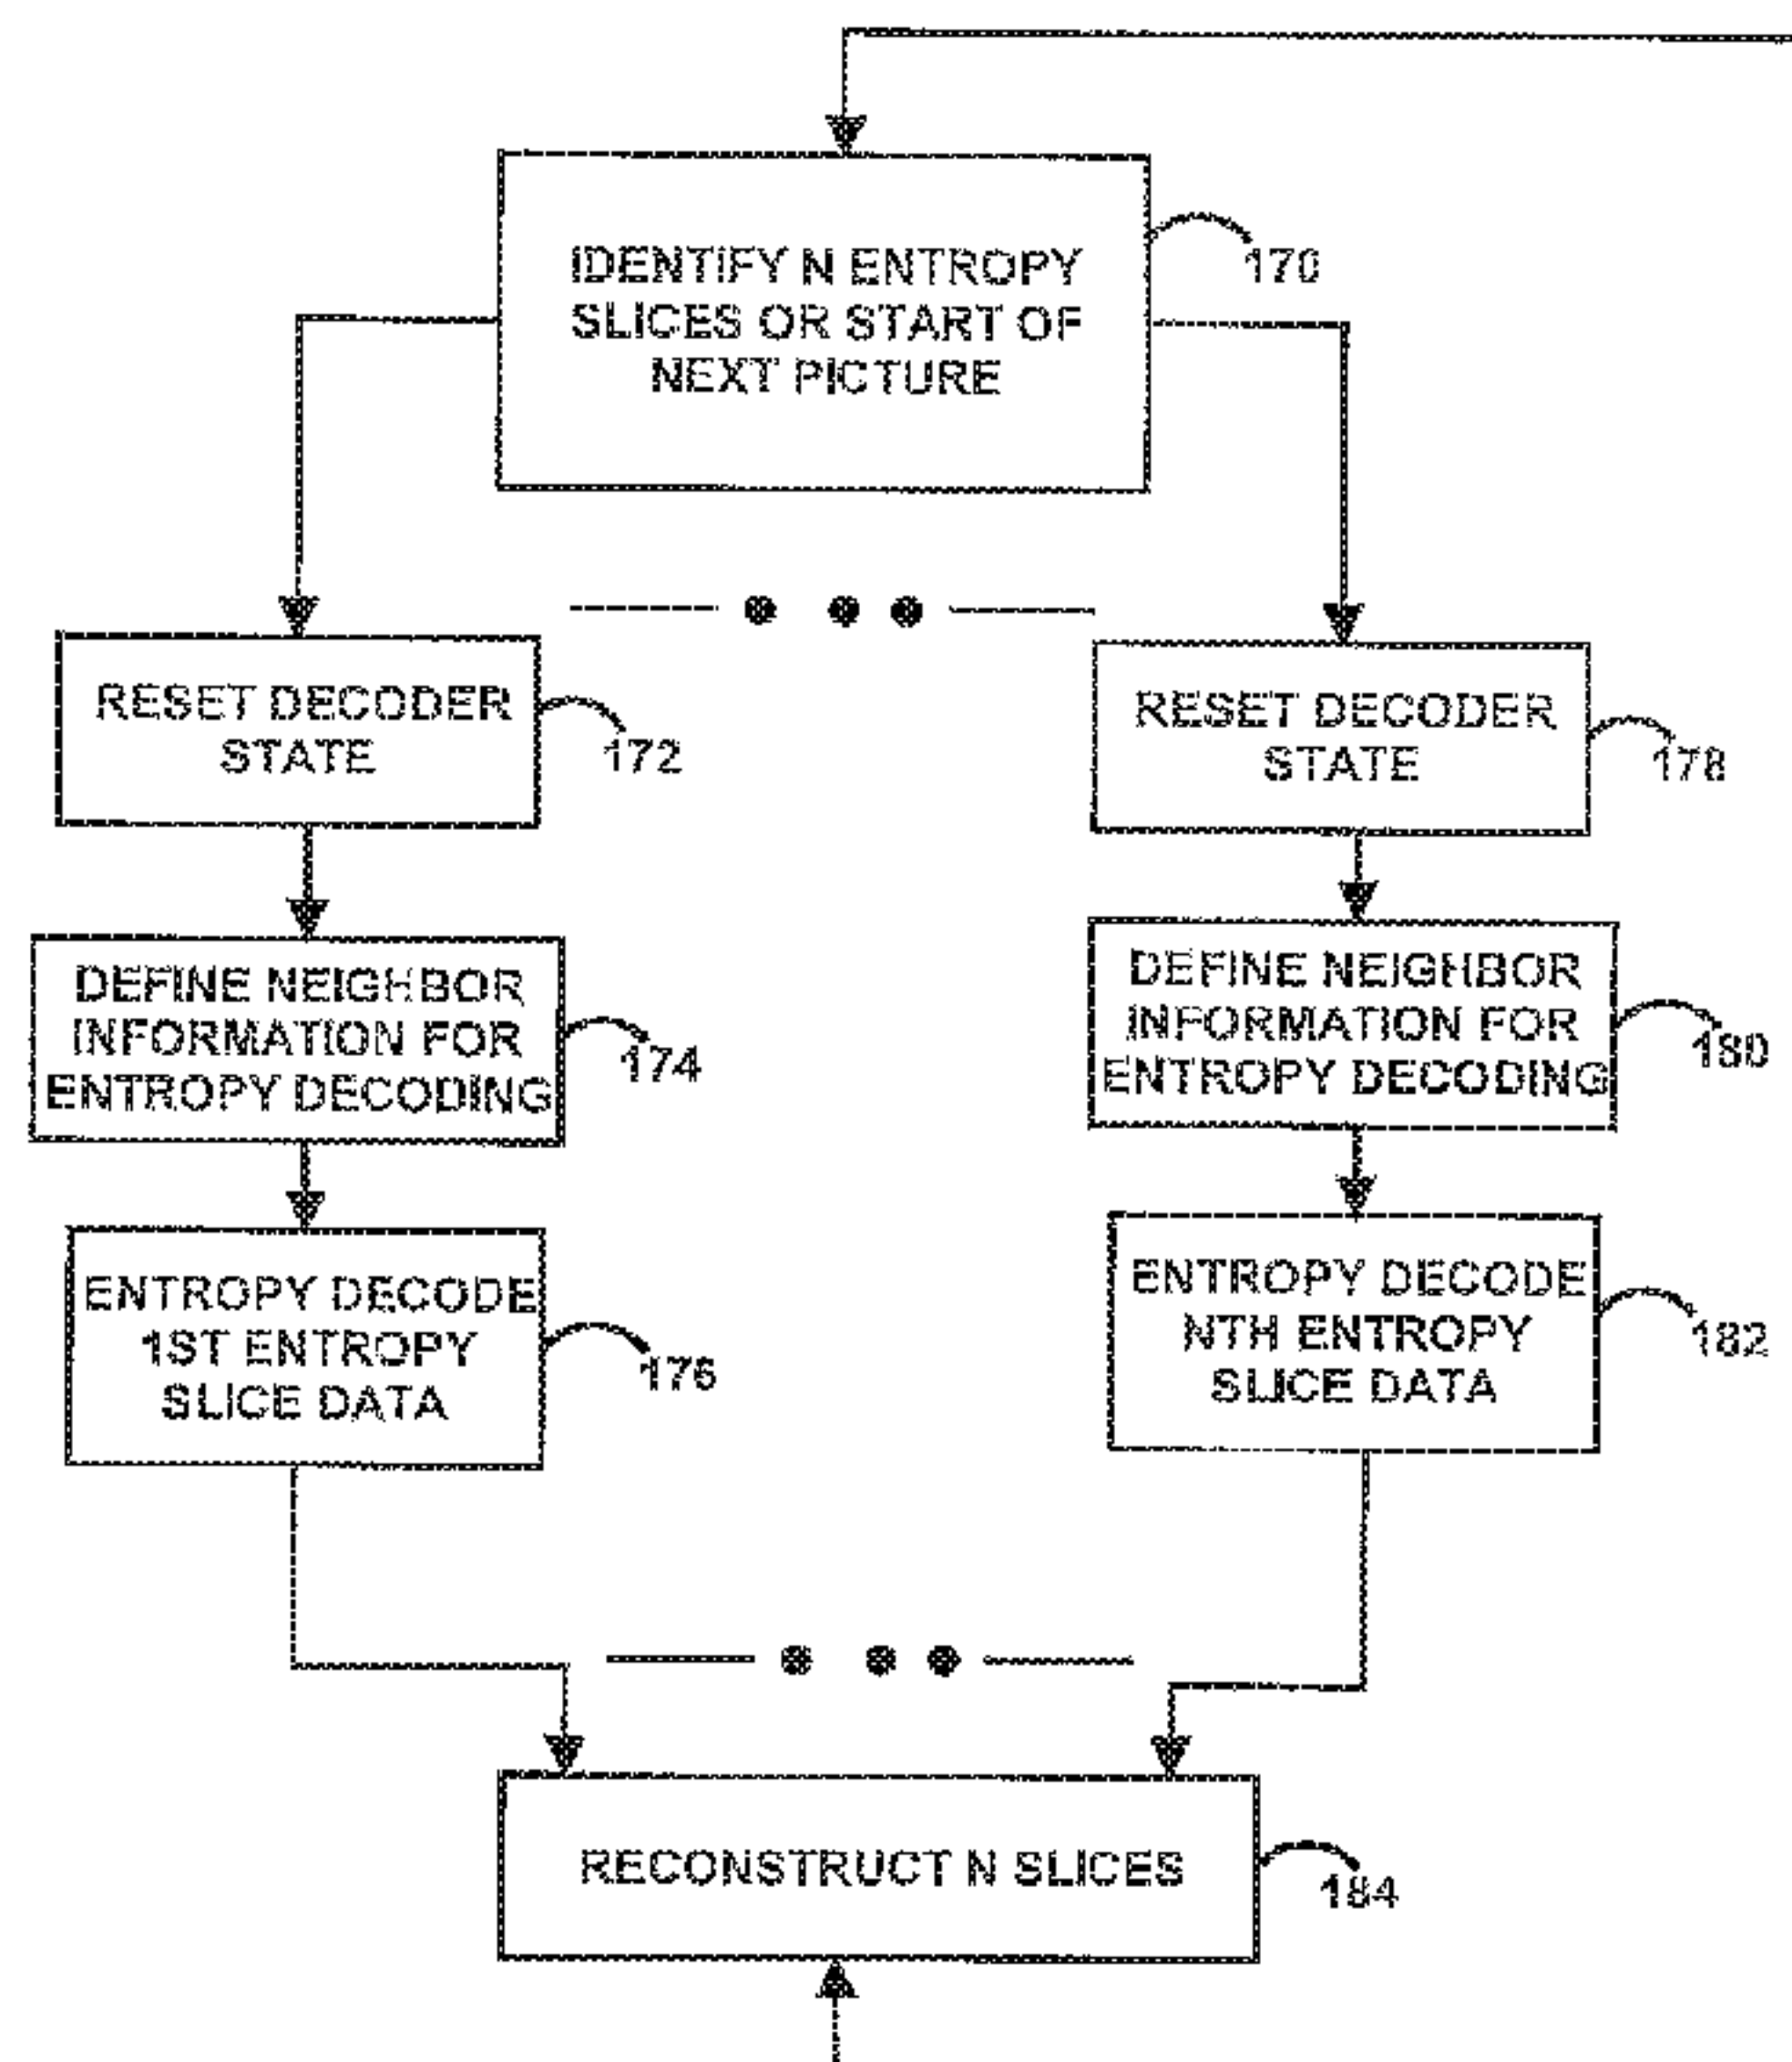 IDENTIFY N ENTROPY
SLICES OR START OF
NEXT PICTURE
170
RESET DECODER
STATE
172
RESET DECODER
STATE
178
DEFINE NEIGHBOR
INFORMATION FOR
ENTROPY DECODING
174
DEFINE NEIGHBOR
INFORMATION FOR
ENTROPY DECODING
180
ENTROPY DECODE
1ST ENTROPY
SLICE DATA
176
ENTROPY DECODE
NTH ENTROPY
SLICE DATA
182
RECONSTRUCT N SLICES
184